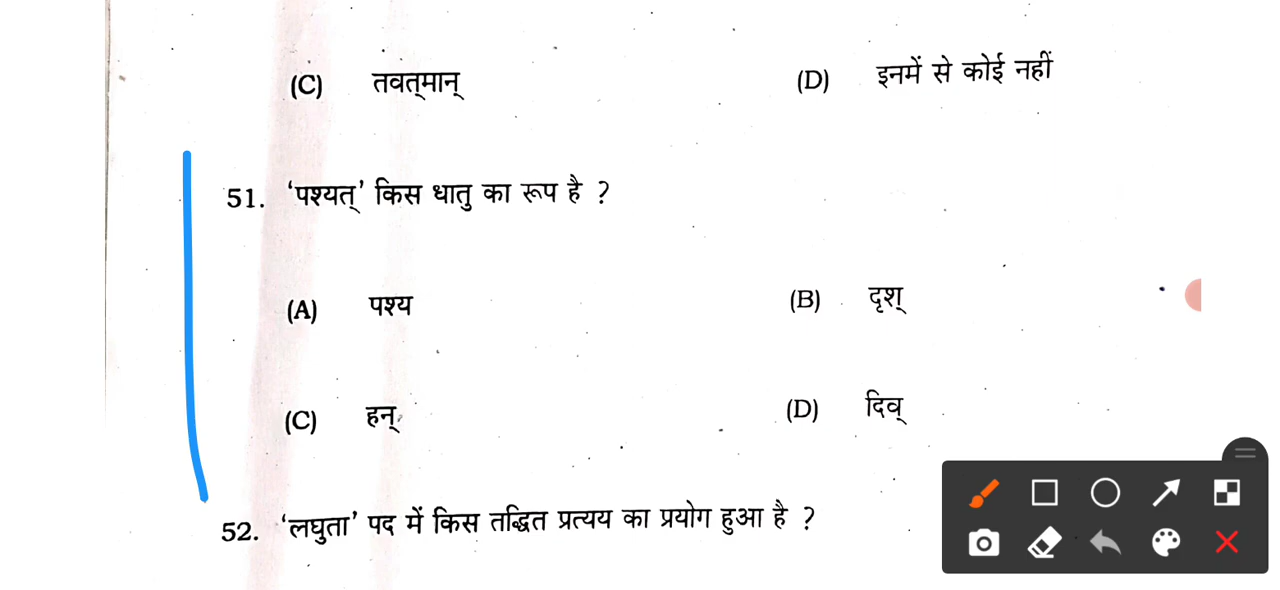 (C) तवत्‌मान् (D) इनमें से कोई नहीं
51. ‘पश्यत्’ किस धातु का रूप है ?
(A) पश्य (B) दृश्
(C) हन् (D) दिव्
52. ‘लघुता’ पद में किस तद्धित प्रत्यय का प्रयोग हुआ है ?